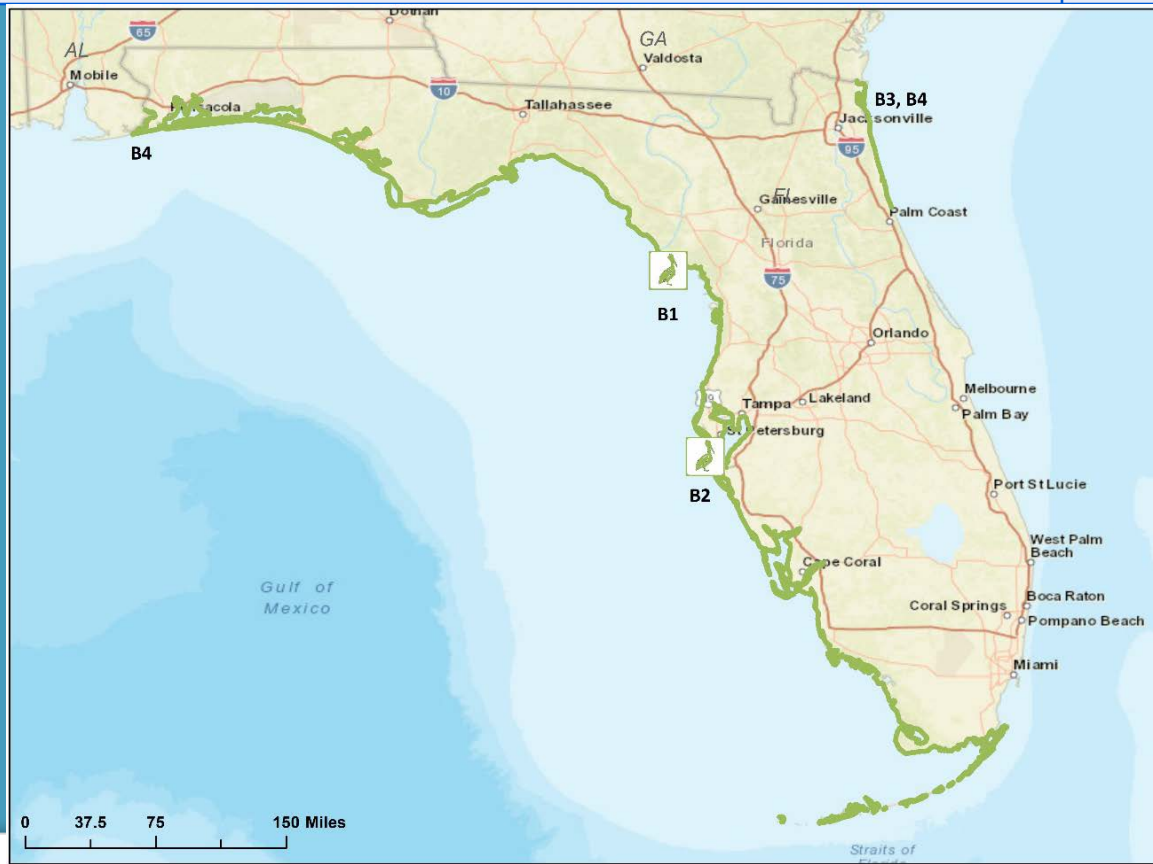 Dothan
65
AL
GA
Valdosta
Mobile
10
Tallahassee
B3, B4
Jacksonville
B4
95
FL
Gainesville
Palm Coast
Florida
75
B1
Orlando
Melbourne
Tampa
Lakeland
Palm Bay
St Petersburg
B2
Port St Lucie
West Palm
Beach
Cape Coral
Gulf of
Mexico
Boca Raton
Coral Springs
Pompano Beach
Miami
0 37.5 75 150 Miles
Straits of